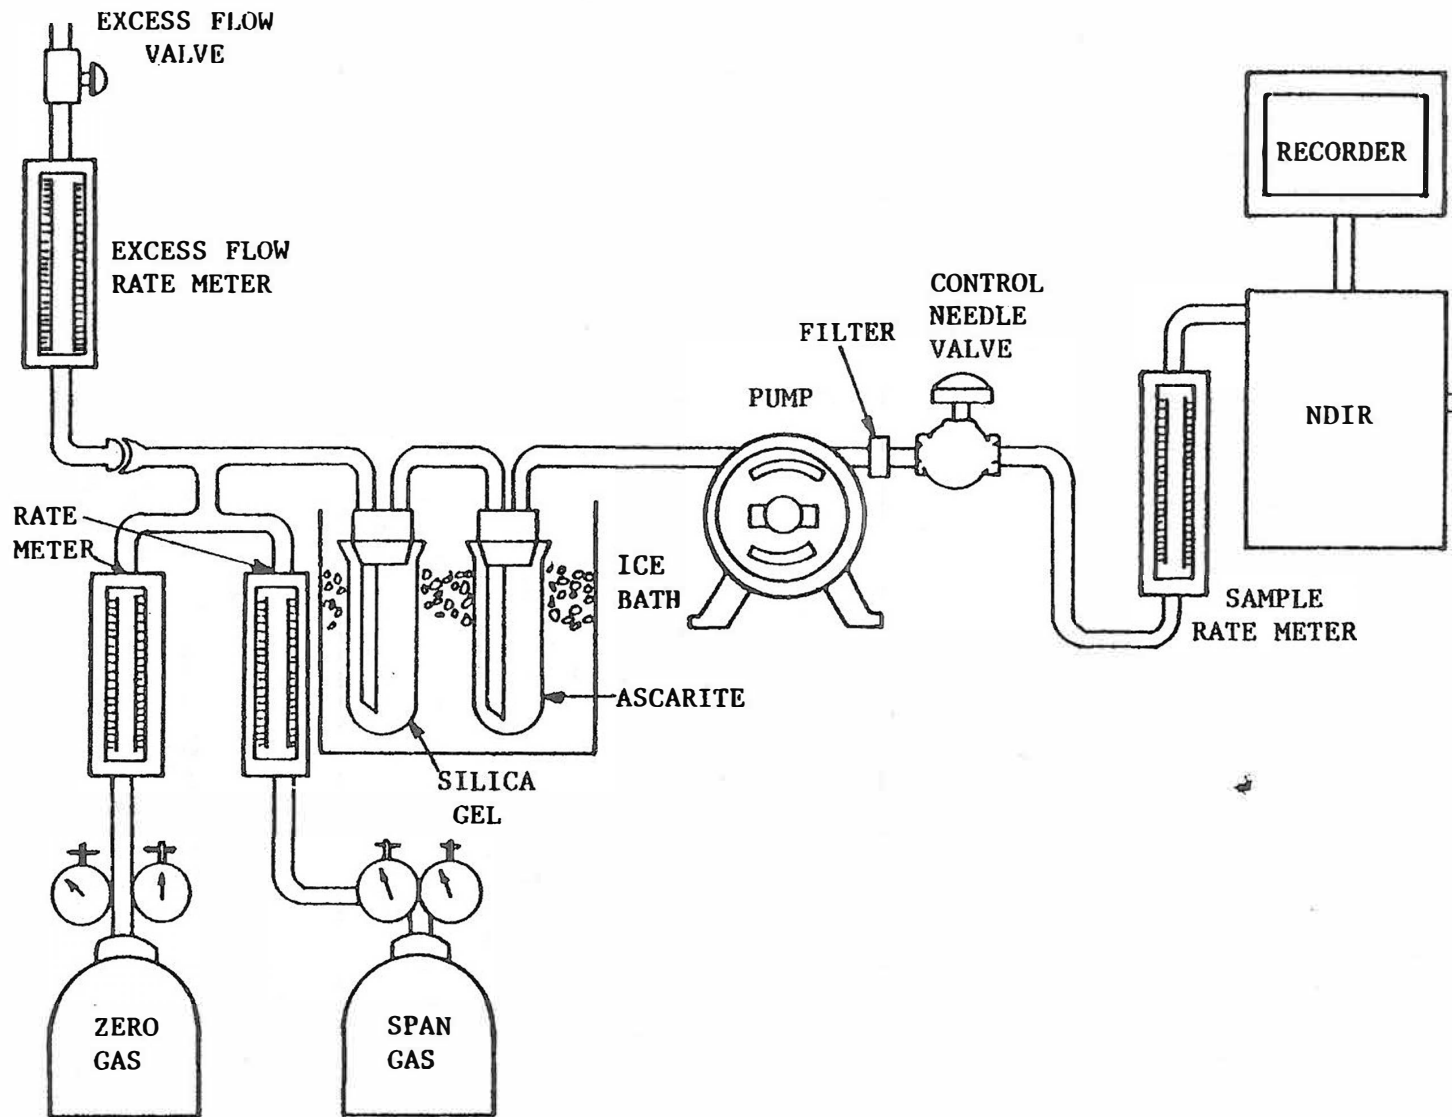 EXCESS FLOW
VALVE
EXCESS FLOW
RATE METER
RECORDER
CONTROL
NEEDLE
VALVE
FILTER
PUMP
NDIR
RATE
METER
ICE
BATH
SAMPLE
RATE METER
ASCARITE
SILICA
GEL
ZERO
GAS
SPAN
GAS